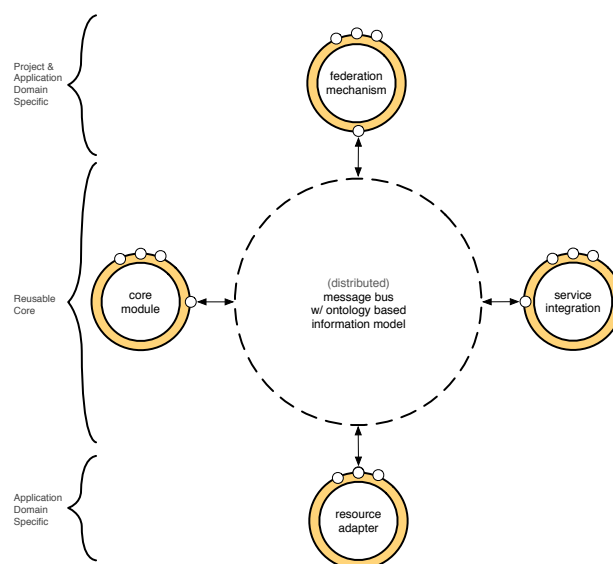 Project &
Application
Domain
Specific
federation
mechanism
Reusable
Core
core
module
(distributed)
message bus
w/ ontology based
information model
service
integration
Application
Domain
Specific
resource
adapter